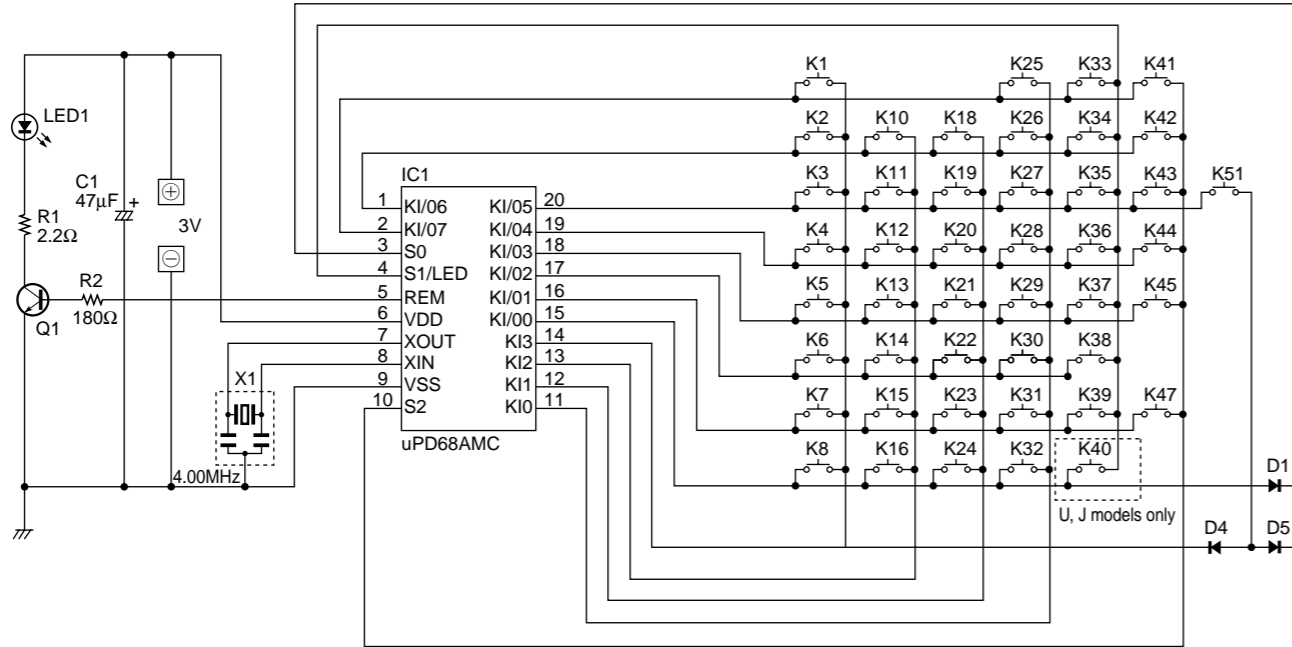 K1 K25 K33 K41
LED1
K2 K10 K18 K26 K34 K42
C1
47µF +
IC1
K3 K11 K19 K27 K35 K43 K51
1 KI/06 KI/05 20
R1
2.2Ω
3V
2 KI/07 KI/04 19
K4 K12 K20 K28 K36 K44
3 S0 KI/03 18
4 S1/LED KI/02 17
R2
180Ω
K5 K13 K21 K29 K37 K45
5 REM KI/01 16
Q1
6 VDD KI/00 15
7 XOUT KI3 14
K6 K14 K22 K30 K38
8 XIN KI2 13
X1
9 VSS KI1 12
10 S2 KI0 11
K7 K15 K23 K31 K39 K47
uPD68AMC
K8 K16 K24 K32 K40
4.00MHz
D1
U, J models only
D4 D5